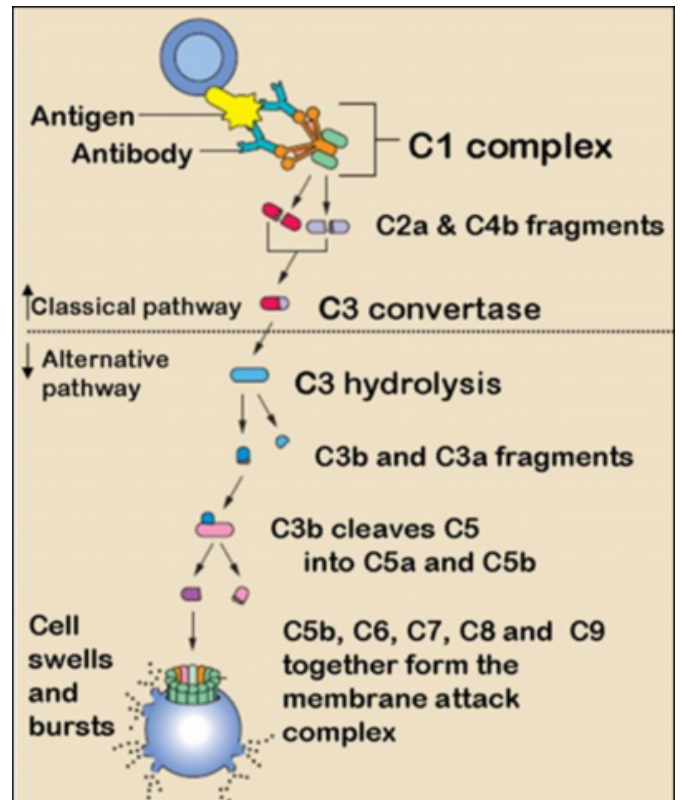 Antigen
Antibody
C1 complex
C2a & C4b fragments
Classical pathway
C3 convertase
Alternative
pathway
C3 hydrolysis
C3b and C3a fragments
C3b cleaves C5
into C5a and C5b
Cell
swells
and
bursts
C5b, C6, C7, C8 and C9
together form the
membrane attack
complex